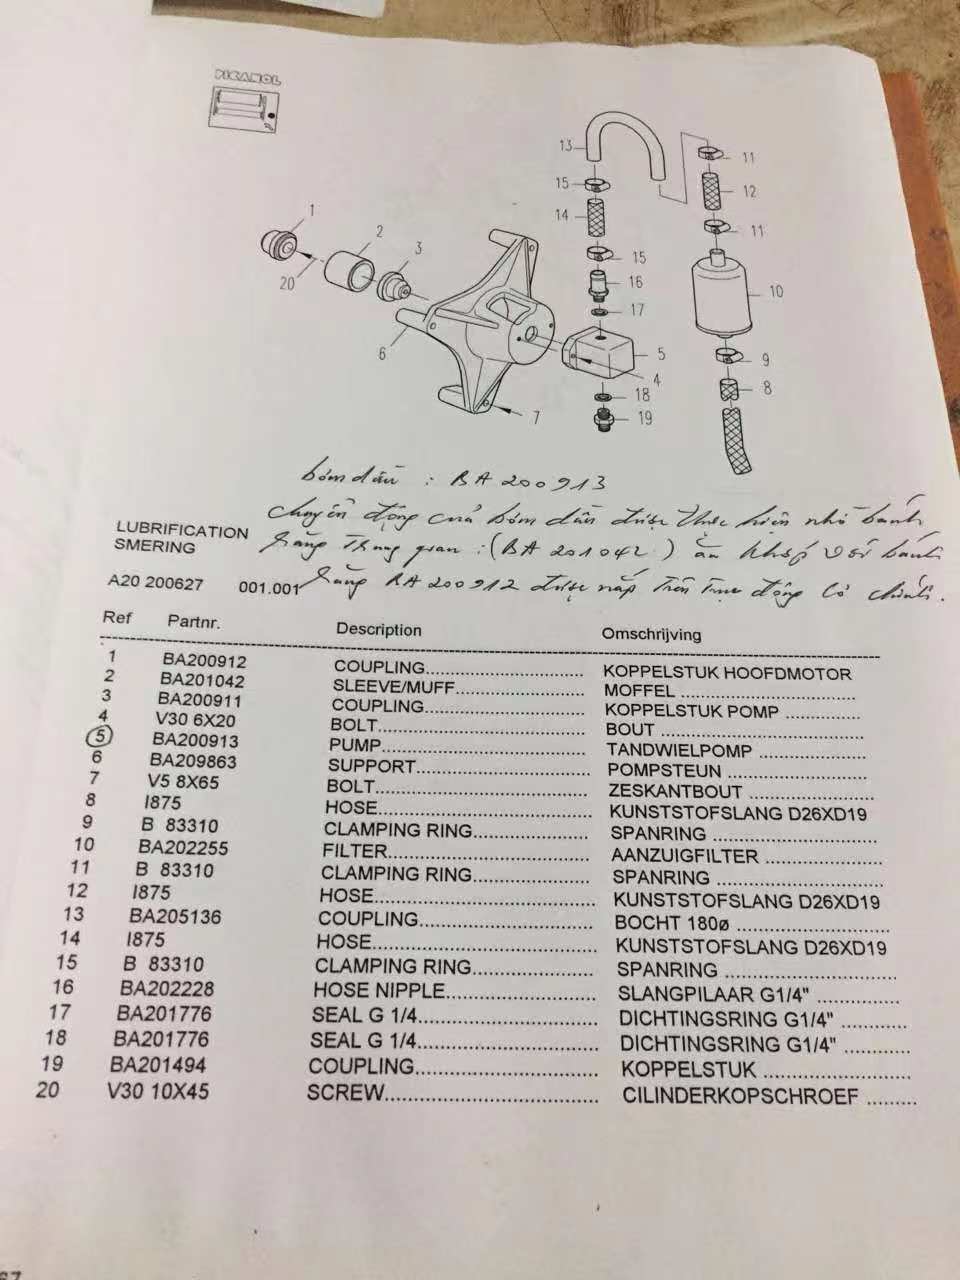 PICANOL
13
11
12
15
14
11
1
2
3
15
16
10
20
17
6
5
9
4
8
18
7
19
bơm dầu : BA 200913
chuyển động của bơm dầu được thực hiện nhờ bánh
LUBRIFICATION
SMERING
răng trung gian : (BA 201042) ăn khớp với bánh
A20 200627 001.001
răng BA 200912 được nắp trên trục động cơ chính.
Ref Partnr. Description Omschrijving
1 BA200912 COUPLING KOPPELSTUK HOOFDMOTOR
2 BA201042 SLEEVE/MUFF MOFFEL
3 BA200911 COUPLING KOPPELSTUK POMP
4 V30 6X20 BOLT BOUT
5 BA200913 PUMP TANDWIELPOMP
6 BA209863 SUPPORT POMPSTEUN
7 V5 8X65 BOLT ZESKANTBOUT
8 I875 HOSE KUNSTSTOFSLANG D26XD19
9 B 83310 CLAMPING RING SPANRING
10 BA202255 FILTER AANZUIGFILTER
11 B 83310 CLAMPING RING SPANRING
12 I875 HOSE KUNSTSTOFSLANG D26XD19
13 BA205136 COUPLING BOCHT 180ø
14 I875 HOSE KUNSTSTOFSLANG D26XD19
15 B 83310 CLAMPING RING SPANRING
16 BA202228 HOSE NIPPLE SLANGPILAAR G1/4"
17 BA201776 SEAL G 1/4 DICHTINGSRING G1/4"
18 BA201776 SEAL G 1/4 DICHTINGSRING G1/4"
19 BA201494 COUPLING KOPPELSTUK
20 V30 10X45 SCREW CILINDERKOPSCHROEF